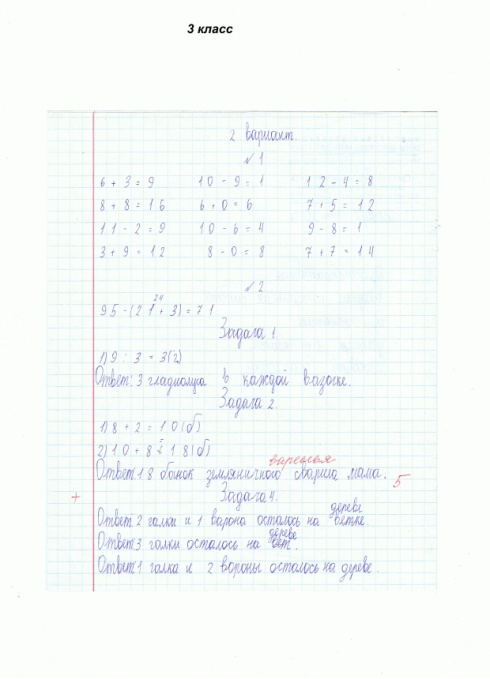 3 класс
2 вариант.
№ 1
6 + 3 = 9 10 - 9 = 1 12 - 4 = 8
8 + 8 = 16 6 + 0 = 6 7 + 5 = 12
11 - 2 = 9 10 - 6 = 4 9 - 8 = 1
3 + 9 = 12 8 - 0 = 8 7 + 7 = 14
№ 2
24
95 - (21 + 3) = 71
Задача 1.
1) 9 : 3 = 3 (г)
Ответ: 3 гладиолуса в каждой вазочке.
Задача 2.
1) 8 + 2 = 10 (б)
2) 10 + 8 = 18 (б)
варенья
Ответ: 18 банок земляничного сварила мама. 5
+ Задача 4.
дереве
Ответ: 2 галки и 1 ворона осталось на ветке.
дереве
Ответ: 3 галки осталось на вет.
Ответ: 1 галка и 2 вороны осталось на дереве.